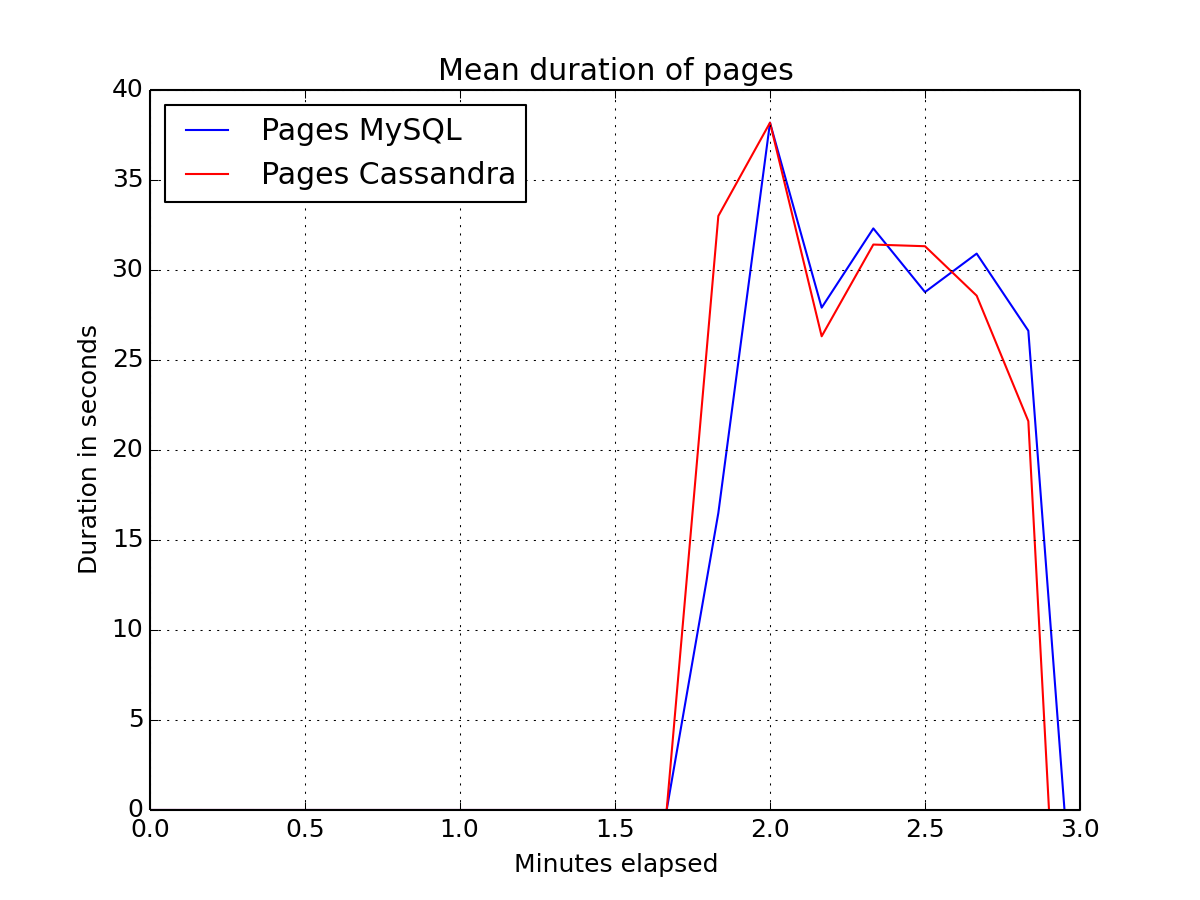 Mean duration of pages
Pages MySQL
Pages Cassandra
40
35
30
25
20
15
10
5
0
Duration in seconds
0.0 0.5 1.0 1.5 2.0 2.5 3.0
Minutes elapsed